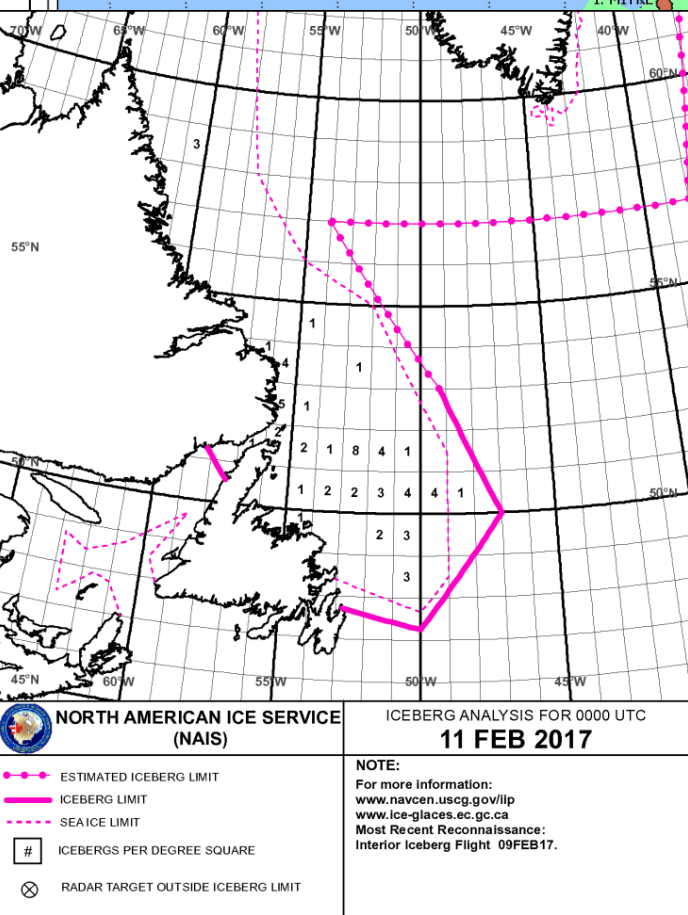 I. MITKE
70°W 65°W 60°W 55°W 50°W 45°W 40°W
60°N
3
55°N
55°N
1
1
4
1
5
1
2
1
2 1 8 4 1
50°N
1 2 2 3 4 4 1
50°N
1
2 3
3
45°N 60°W 55°W 50°W 45°W
NORTH AMERICAN ICE SERVICE
(NAIS)
ICEBERG ANALYSIS FOR 0000 UTC
11 FEB 2017
ESTIMATED ICEBERG LIMIT
ICEBERG LIMIT
SEA ICE LIMIT
# ICEBERGS PER DEGREE SQUARE
RADAR TARGET OUTSIDE ICEBERG LIMIT
NOTE:
For more information:
www.navcen.uscg.gov/iip
www.ice-glaces.ec.gc.ca
Most Recent Reconnaissance:
Interior Iceberg Flight 09FEB17.